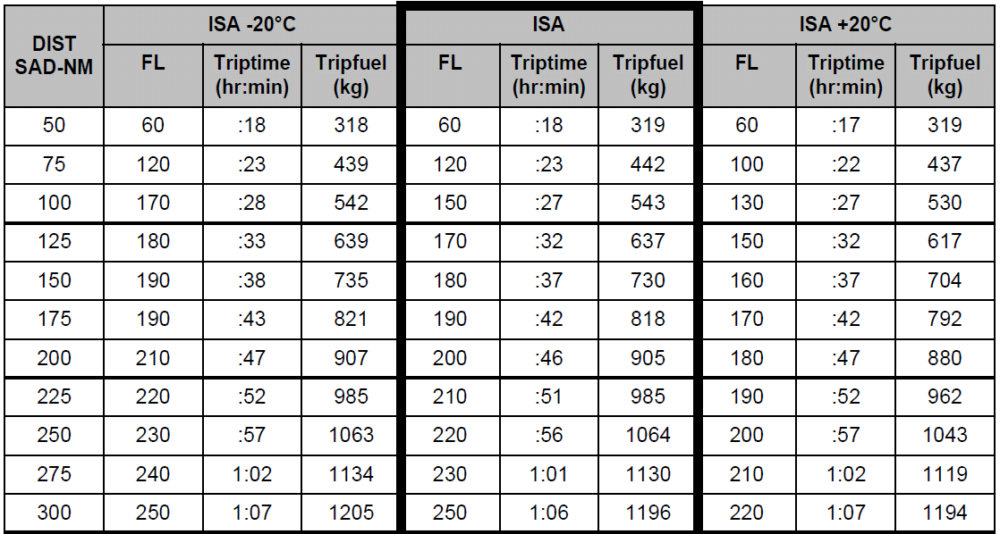 DIST SAD-NM ISA -20°C ISA ISA +20°C
FL Triptime (hr:min) Tripfuel (kg) FL Triptime (hr:min) Tripfuel (kg) FL Triptime (hr:min) Tripfuel (kg)
50 60 :18 318 60 :18 319 60 :17 319
75 120 :23 439 120 :23 442 100 :22 437
100 170 :28 542 150 :27 543 130 :27 530
125 180 :33 639 170 :32 637 150 :32 617
150 190 :38 735 180 :37 730 160 :37 704
175 190 :43 821 190 :42 818 170 :42 792
200 210 :47 907 200 :46 905 180 :47 880
225 220 :52 985 210 :51 985 190 :52 962
250 230 :57 1063 220 :56 1064 200 :57 1043
275 240 1:02 1134 230 1:01 1130 210 1:02 1119
300 250 1:07 1205 250 1:06 1196 220 1:07 1194